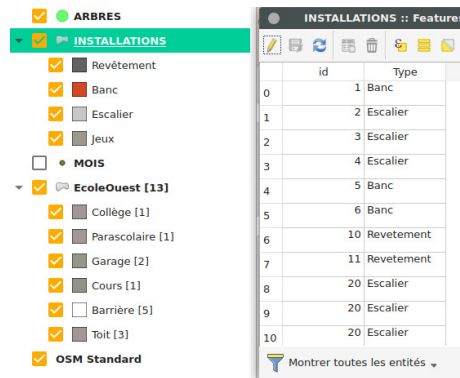 ARBRES
INSTALLATIONS
Revêtement
Banc
Escalier
Jeux
MOIS
EcoleOuest [13]
Collège [1]
Parascolaire [1]
Garage [2]
Cours [1]
Barrière [5]
Toit [3]
OSM Standard
INSTALLATIONS :: Features
id Type
0 1 Banc
1 2 Escalier
2 3 Escalier
3 4 Escalier
4 5 Banc
5 6 Banc
6 10 Revetement
7 11 Revetement
8 20 Escalier
9 20 Escalier
10 20 Escalier
Montrer toutes les entités